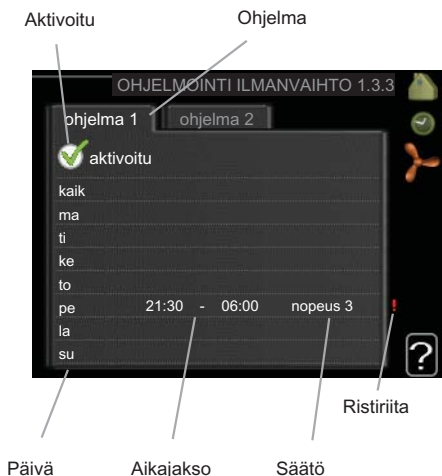 Aktivoitu Ohjelma
OHJELMOINTI ILMANVAIHTO 1.3.3
ohjelma 1 ohjelma 2
aktivoitu
kaik
ma
ti
ke
to
pe 21:30 - 06:00 nopeus 3 !
la
su
?
Ristiriita
Päivä Aikajakso Säätö